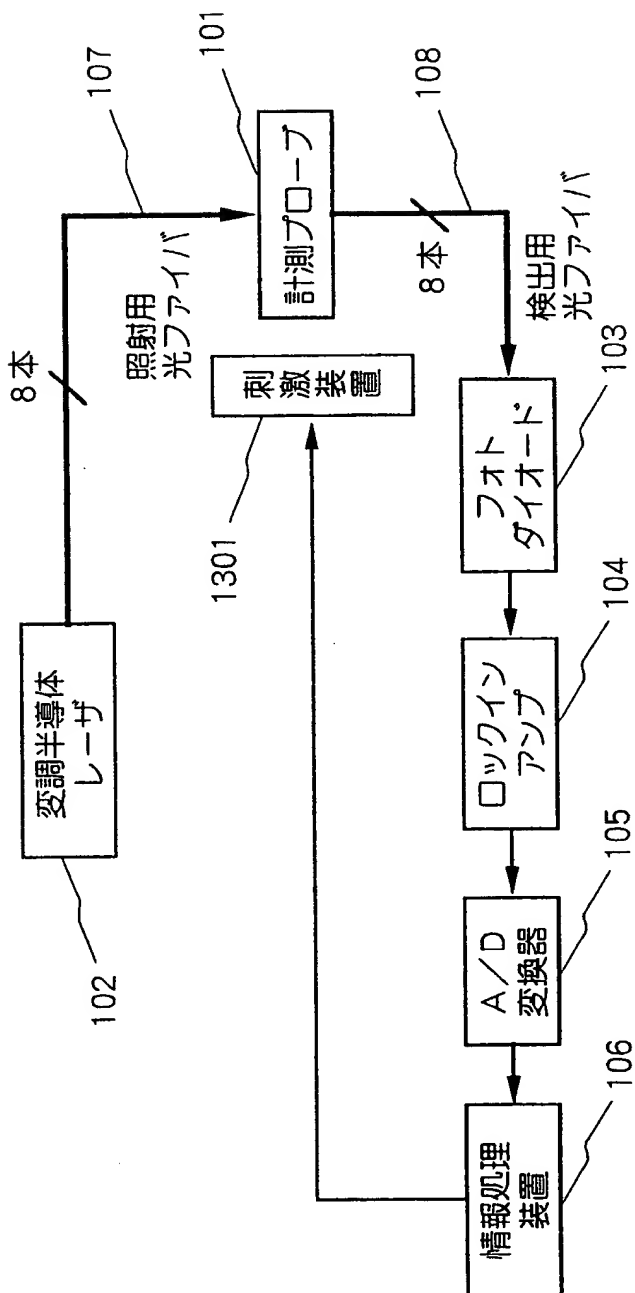 8本
107
照射用
光ファイバ
101
計測プローブ
変調半導体
レーザ
102
刺激装置
1301
8本
108
検出用
光ファイバ
フォト
ダイオード
103
ロックイン
アンプ
104
A/D
変換器
105
情報処理
装置
106